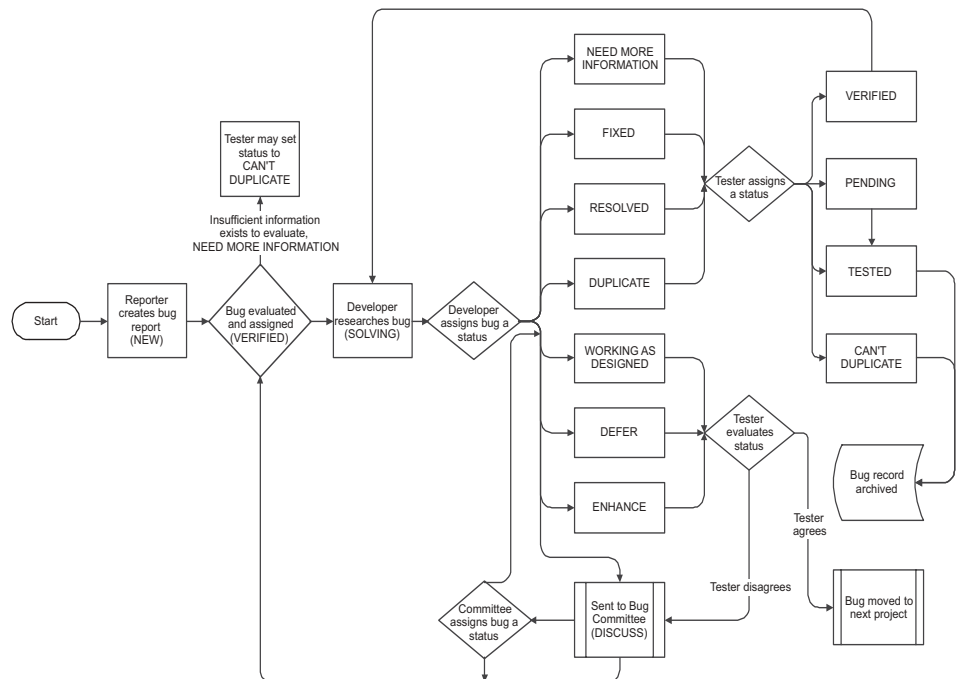 NEED MORE
INFORMATION
VERIFIED
FIXED
Tester may set
status to
CAN'T
DUPLICATE
Tester assigns
a status
PENDING
RESOLVED
Insufficient information
exists to evaluate,
NEED MORE INFORMATION
DUPLICATE
TESTED
Start
Reporter
creates bug
report
(NEW)
Bug evaluated
and assigned
(VERIFIED)
Developer
researches bug
(SOLVING)
Developer
assigns bug a
status
WORKING AS
DESIGNED
CAN'T
DUPLICATE
DEFER
Tester
evaluates
status
Bug record
archived
ENHANCE
Tester
agrees
Tester disagrees
Committee
assigns bug a
status
Sent to Bug
Committee
(DISCUSS)
Bug moved to
next project